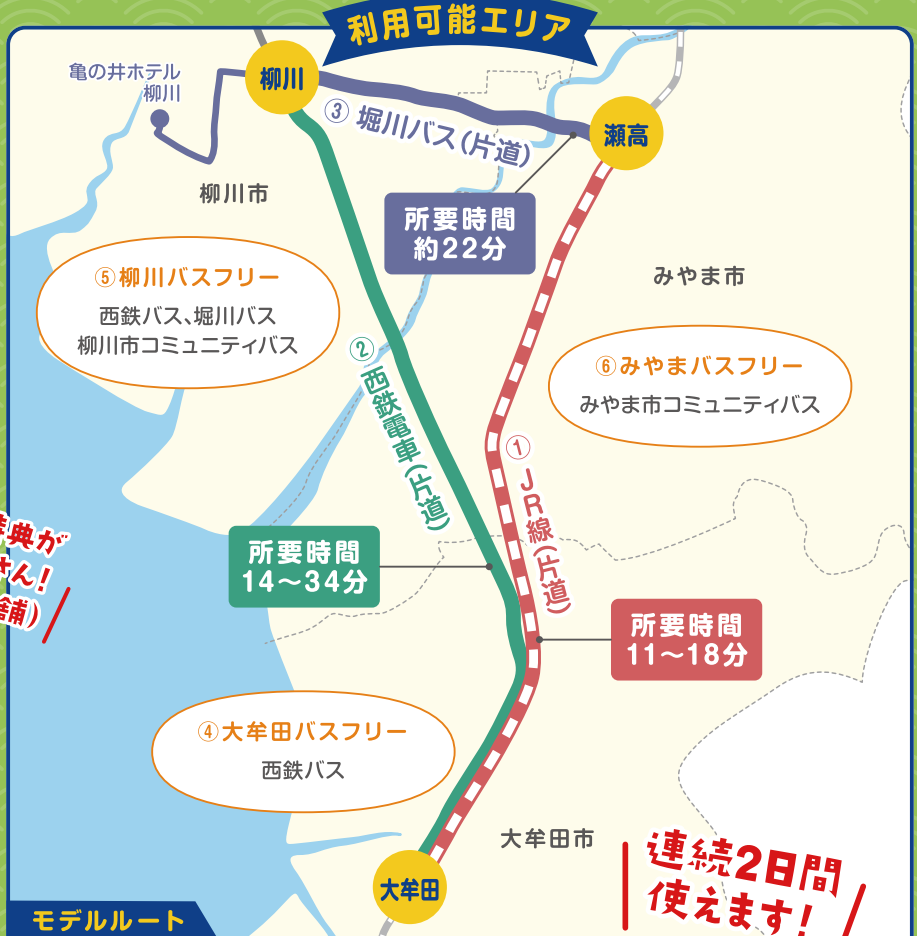 利用可能エリア
亀の井ホテル
柳川
柳川
③ 堀川バス(片道)
瀬高
柳川市
所要時間
約22分
みやま市
⑤柳川バスフリー
西鉄バス、堀川バス
柳川市コミュニティバス
⑥みやまバスフリー
みやま市コミュニティバス
② 西鉄電車(片道)
① JR線(片道)
典が
さん!
舗)
所要時間
14〜34分
所要時間
11〜18分
④大牟田バスフリー
西鉄バス
大牟田市
大牟田
連続2日間
使えます!
モデルルート